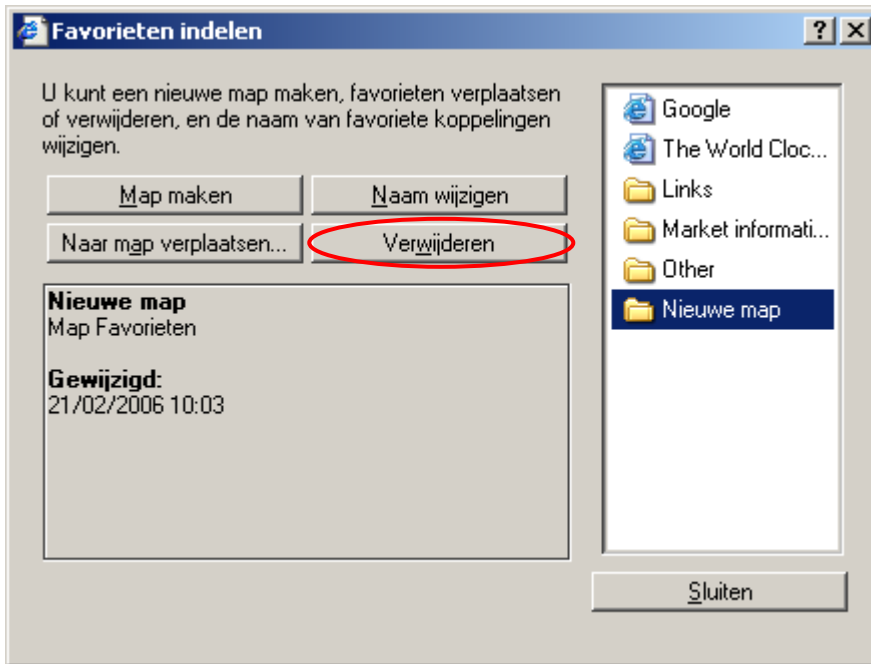 Favorieten indelen
U kunt een nieuwe map maken, favorieten verplaatsen
of verwijderen, en de naam van favoriete koppelingen
wijzigen.
Map maken
Naam wijzigen
Naar map verplaatsen...
Verwijderen
Nieuwe map
Map Favorieten
Gewijzigd:
21/02/2006 10:03
Google
The World Cloc...
Links
Market informati...
Other
Nieuwe map
Sluiten